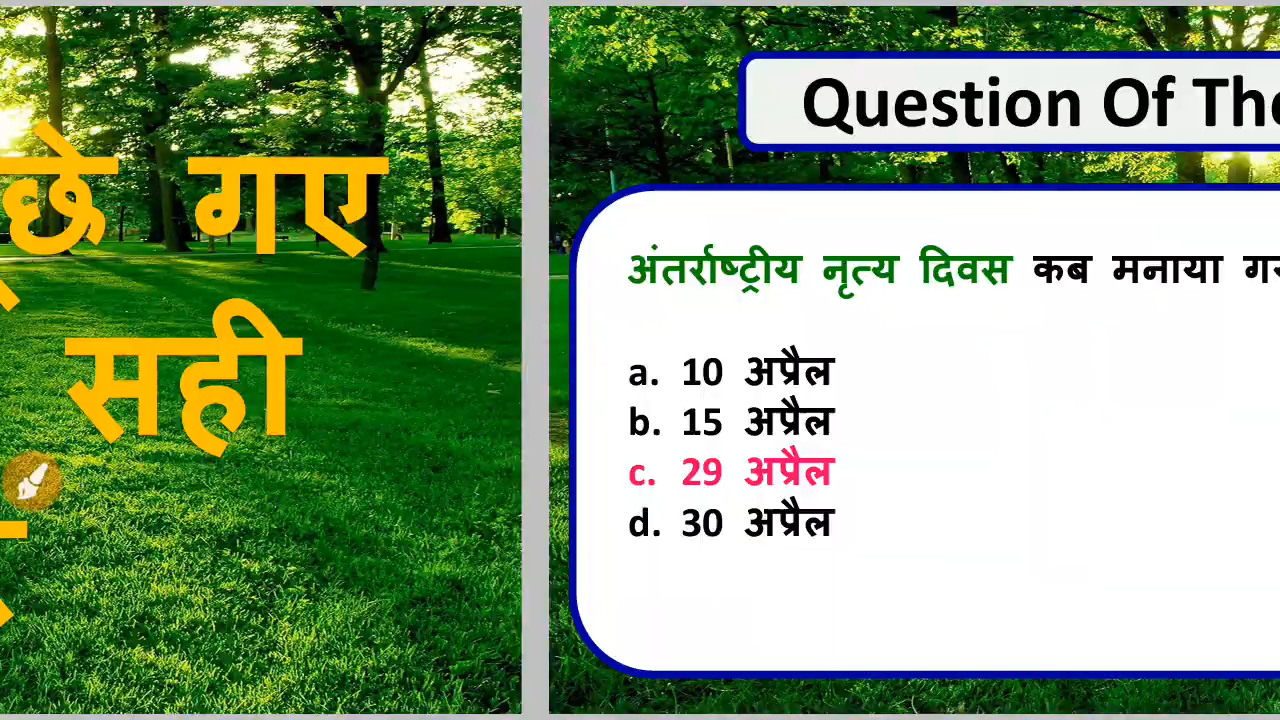 गए
सही
Question Of The
अंतर्राष्ट्रीय नृत्य दिवस कब मनाया
a. 10 अप्रैल
b. 15 अप्रैल
c. 29 अप्रैल
d. 30 अप्रैल